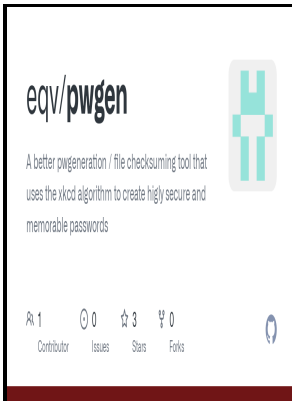 eqv/pwgen
A better pwgeneration / file checksuming tool that
uses the xkcd algorithm to create higly secure and
memorable passwords
1 0 3 0
Contributor Issues Stars Forks